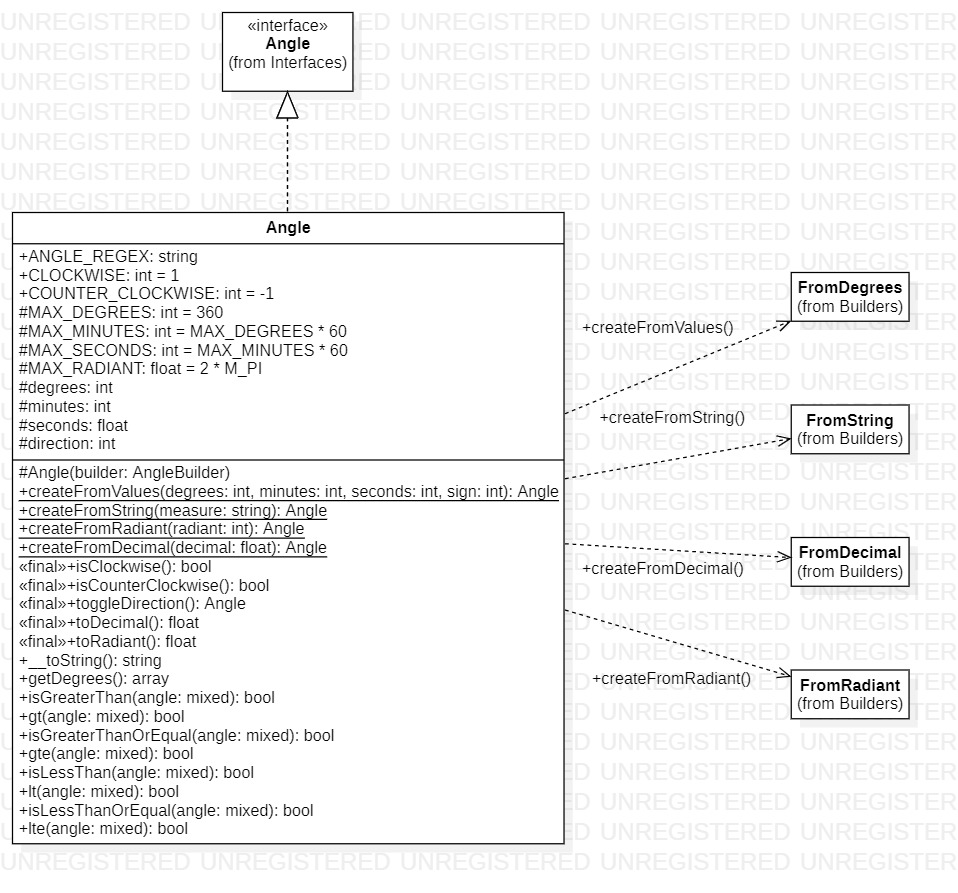 «interface»
Angle
(from Interfaces)
Angle
+ANGLE_REGEX: string
+CLOCKWISE: int = 1
+COUNTER_CLOCKWISE: int = -1
#MAX_DEGREES: int = 360
#MAX_MINUTES: int = MAX_DEGREES * 60
#MAX_SECONDS: int = MAX_MINUTES * 60
#MAX_RADIANT: float = 2 * M_PI
#degrees: int
#minutes: int
#seconds: float
#direction: int
#Angle(builder: AngleBuilder)
+createFromValues(degrees: int, minutes: int, seconds: int, sign: int): Angle
+createFromString(measure: string): Angle
+createFromRadiant(radiant: int): Angle
+createFromDecimal(decimal: float): Angle
«final»+isClockwise(): bool
«final»+isCounterClockwise(): bool
«final»+toggleDirection(): Angle
«final»+toDecimal(): float
«final»+toRadiant(): float
+__toString(): string
+getDegrees(): array
+isGreaterThan(angle: mixed): bool
+gt(angle: mixed): bool
+isGreaterThanOrEqual(angle: mixed): bool
+gte(angle: mixed): bool
+isLessThan(angle: mixed): bool
+lt(angle: mixed): bool
+isLessThanOrEqual(angle: mixed): bool
+lte(angle: mixed): bool
+createFromValues()
FromDegrees
(from Builders)
+createFromString()
FromString
(from Builders)
+createFromDecimal()
FromDecimal
(from Builders)
+createFromRadiant()
FromRadiant
(from Builders)
UNREGISTERED